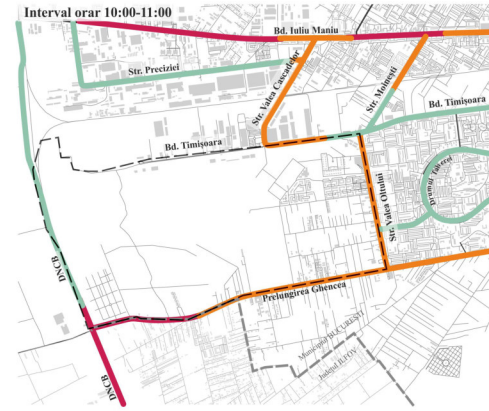 Interval orar 10:00-11:00
Bd. Iuliu Maniu
Str. Preciziei
Str. Valea Cascadelor
Str. Moinești
Bd. Timișoara
Bd. Timișoara
Drumul Taberei
Str. Valea Oltului
DNCB
Prelungirea Ghencea
Municipiul BUCUREȘTI
Județul ILFOV
DNCB